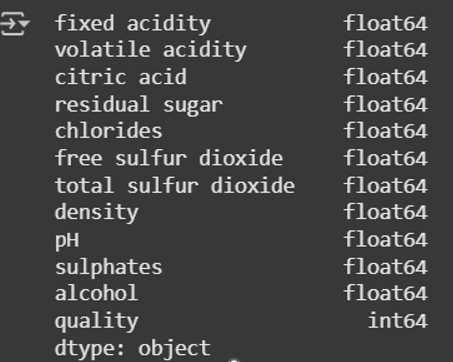 fixed acidity float64
volatile acidity float64
citric acid float64
residual sugar float64
chlorides float64
free sulfur dioxide float64
total sulfur dioxide float64
density float64
pH float64
sulphates float64
alcohol float64
quality int64
dtype: object